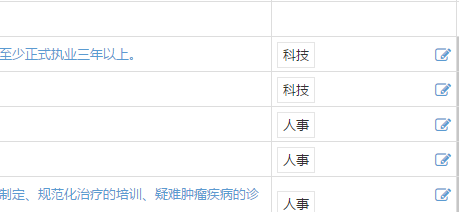 至少正式执业三年以上。
科技
科技
人事
人事
制定、规范化治疗的培训、疑难肿瘤疾病的诊
人事